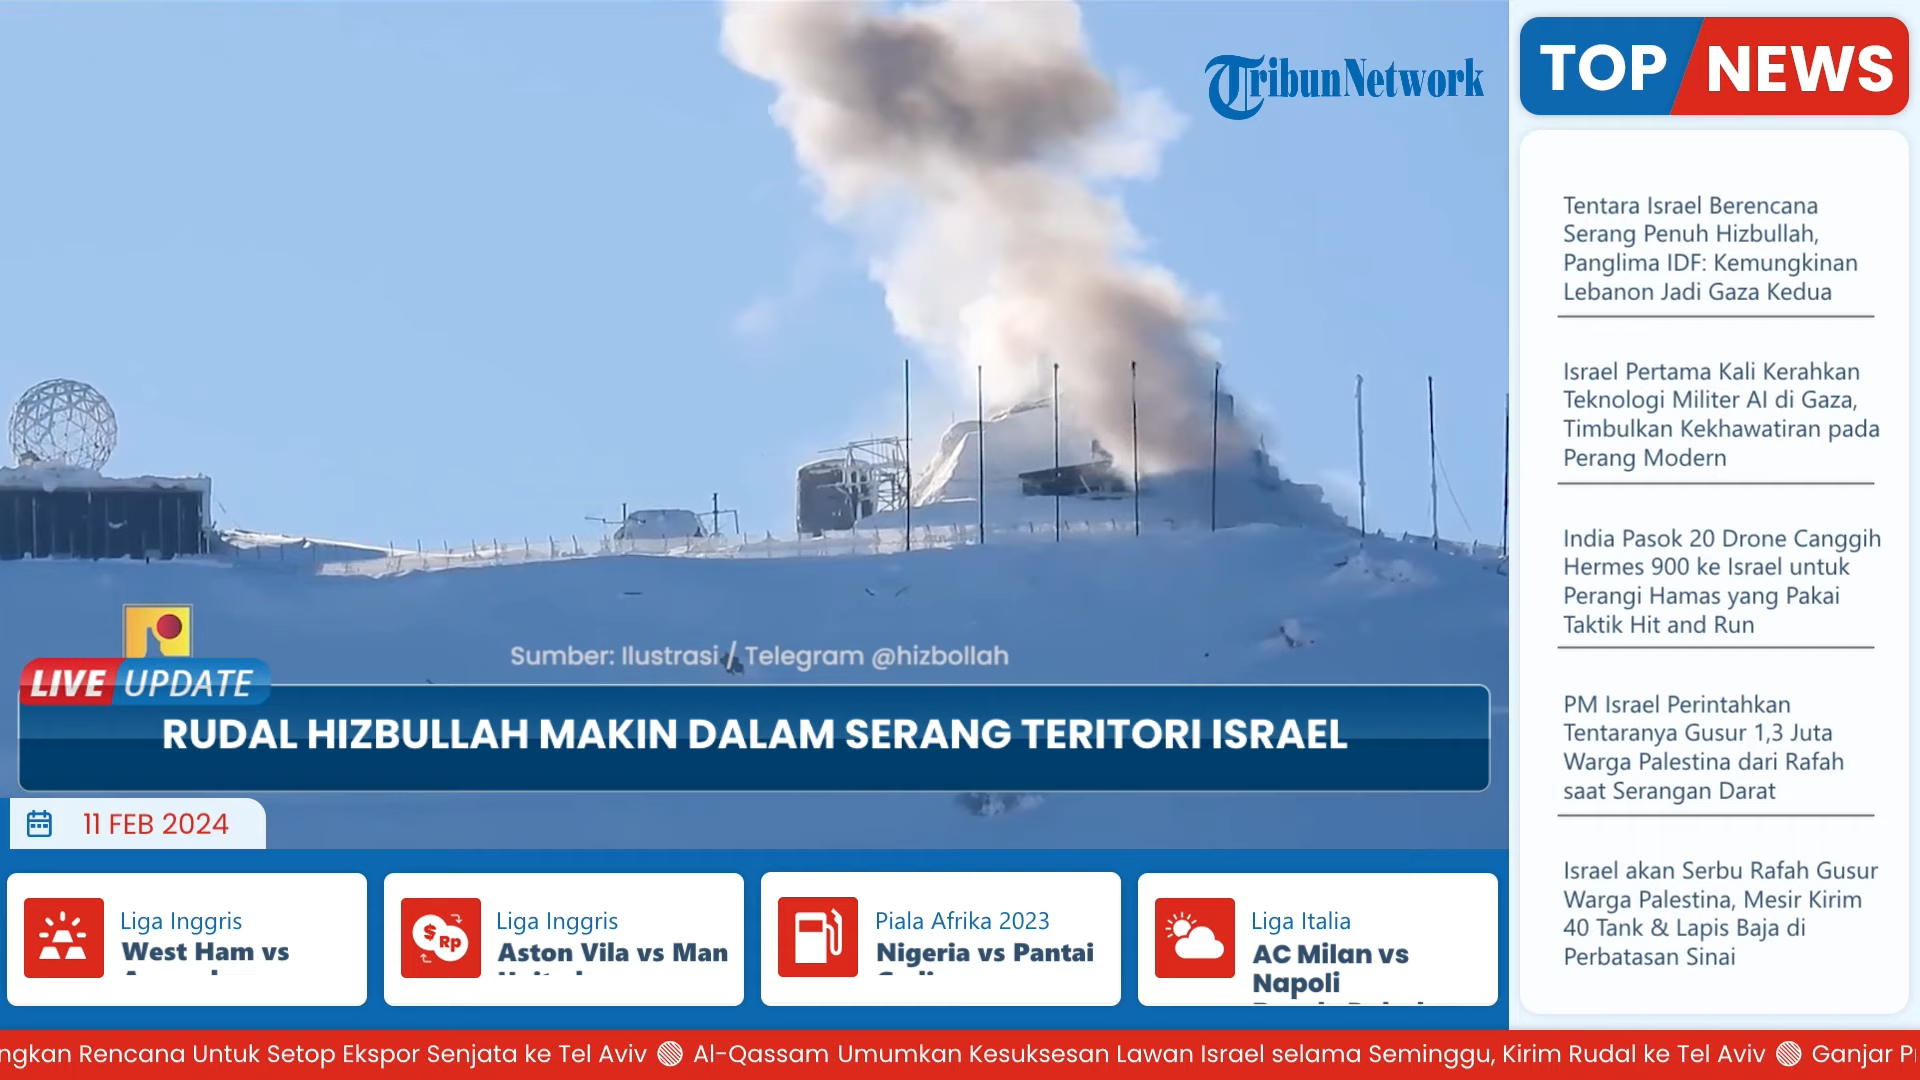 TribunNetwork
TOP NEWS
Tentara Israel Berencana
Serang Penuh Hizbullah,
Panglima IDF: Kemungkinan
Lebanon Jadi Gaza Kedua
Israel Pertama Kali Kerahkan
Teknologi Militer AI di Gaza,
Timbulkan Kekhawatiran pada
Perang Modern
India Pasok 20 Drone Canggih
Hermes 900 ke Israel untuk
Perangi Hamas yang Pakai
Taktik Hit and Run
PM Israel Perintahkan
Tentaranya Gusur 1,3 Juta
Warga Palestina dari Rafah
saat Serangan Darat
Israel akan Serbu Rafah Gusur
Warga Palestina, Mesir Kirim
40 Tank & Lapis Baja di
Perbatasan Sinai
Sumber: Ilustrasi / Telegram @hizbollah
LIVE UPDATE
RUDAL HIZBULLAH MAKIN DALAM SERANG TERITORI ISRAEL
11 FEB 2024
Liga Inggris
West Ham vs
$ Rp
Liga Inggris
Aston Vila vs Man
Piala Afrika 2023
Nigeria vs Pantai
Liga Italia
AC Milan vs
Napoli
ngkan Rencana Untuk Setop Ekspor Senjata ke Tel Aviv Al-Qassam Umumkan Kesuksesan Lawan Israel selama Seminggu, Kirim Rudal ke Tel Aviv Ganjar P